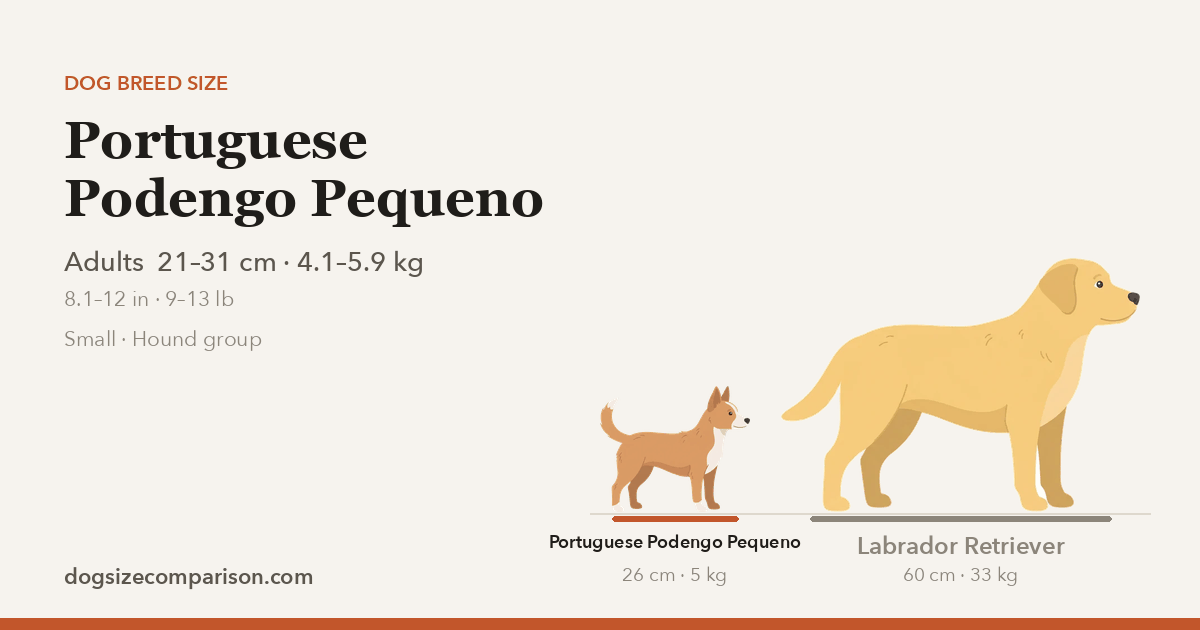 DOG BREED SIZE
Portuguese
Podengo Pequeno
Adults 21–31 cm · 4.1–5.9 kg
8.1–12 in · 9–13 lb
Small · Hound group
Portuguese Podengo Pequeno
26 cm · 5 kg
Labrador Retriever
60 cm · 33 kg
dogsizecomparison.com